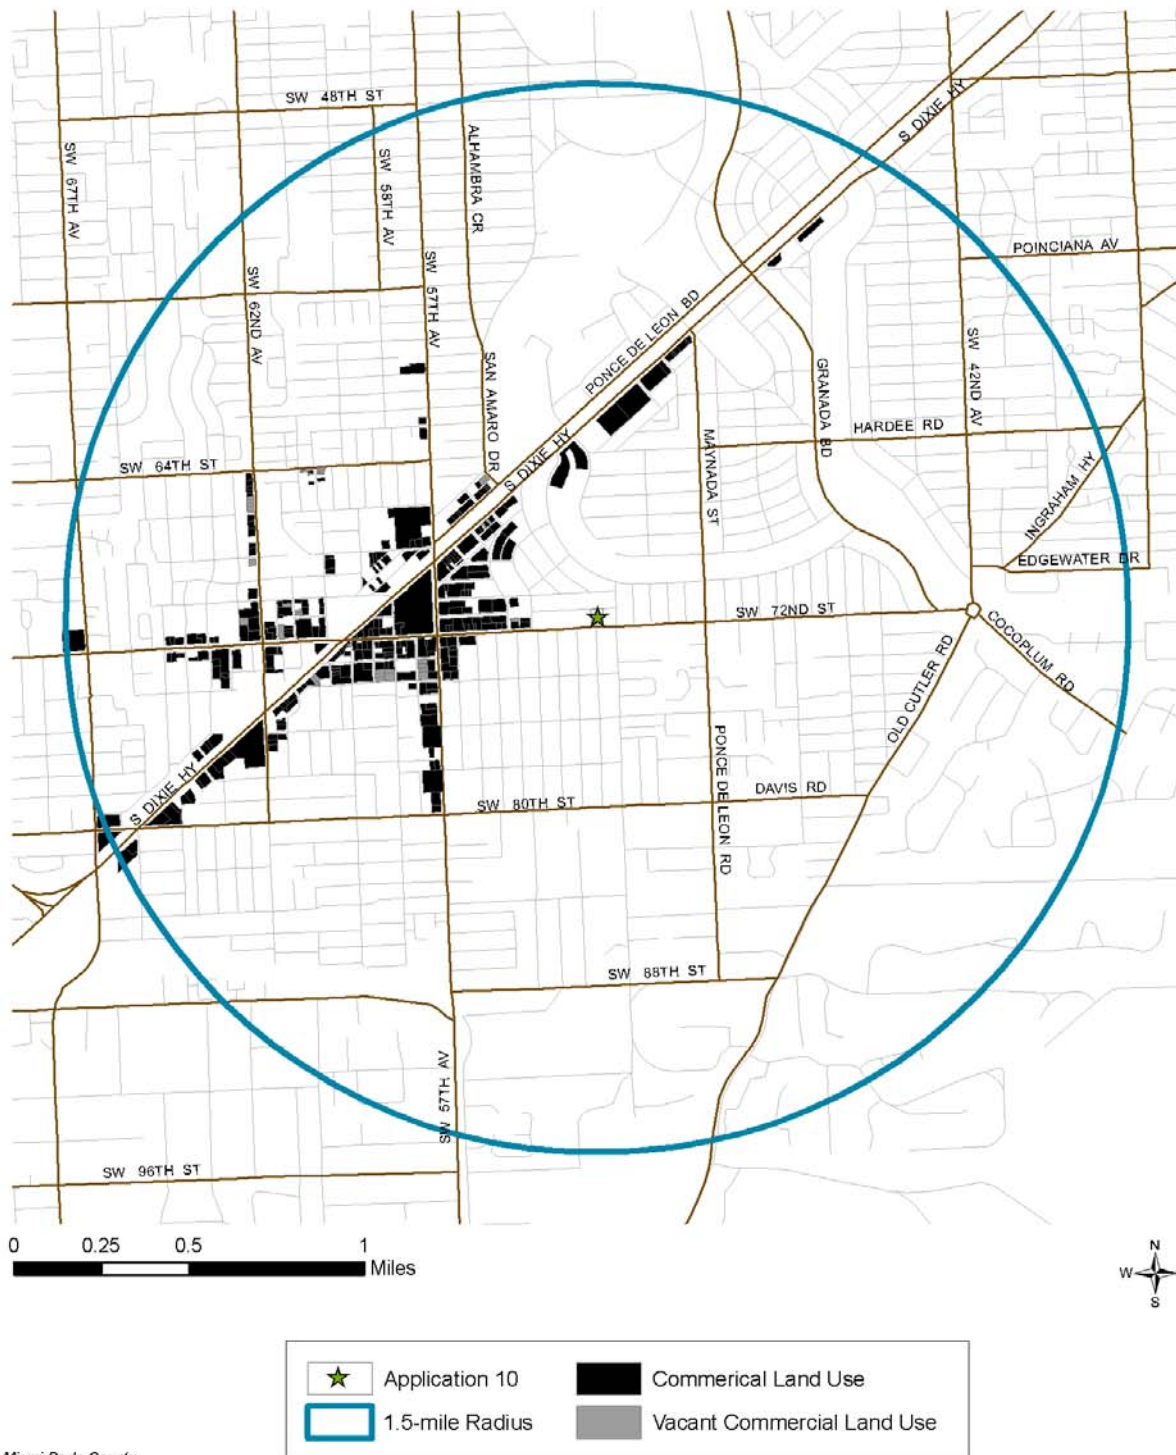 SW 48TH ST
S DIXIE HY
SW 67TH AV
SW 58TH AV
ALHAMBRA CR
POINCIANA AV
SW 62ND AV
SW 57TH AV
PONCE DE LEON BD
SAN AMARO DR
GRANADA BD
SW 42ND AV
HARDEE RD
SW 64TH ST
S DIXIE HY
MAYNADA ST
INGRAHAM HY
EDGEWATER DR
SW 72ND ST
COCOPLUM RD
OLD CUTLER RD
S DIXIE HY
PONCE DE LEON RD
DAVIS RD
SW 80TH ST
SW 88TH ST
SW 57TH AV
SW 96TH ST
0 0.25 0.5 1
Miles
N
W
S
Application 10
Commerical Land Use
1.5-mile Radius
Vacant Commercial Land Use